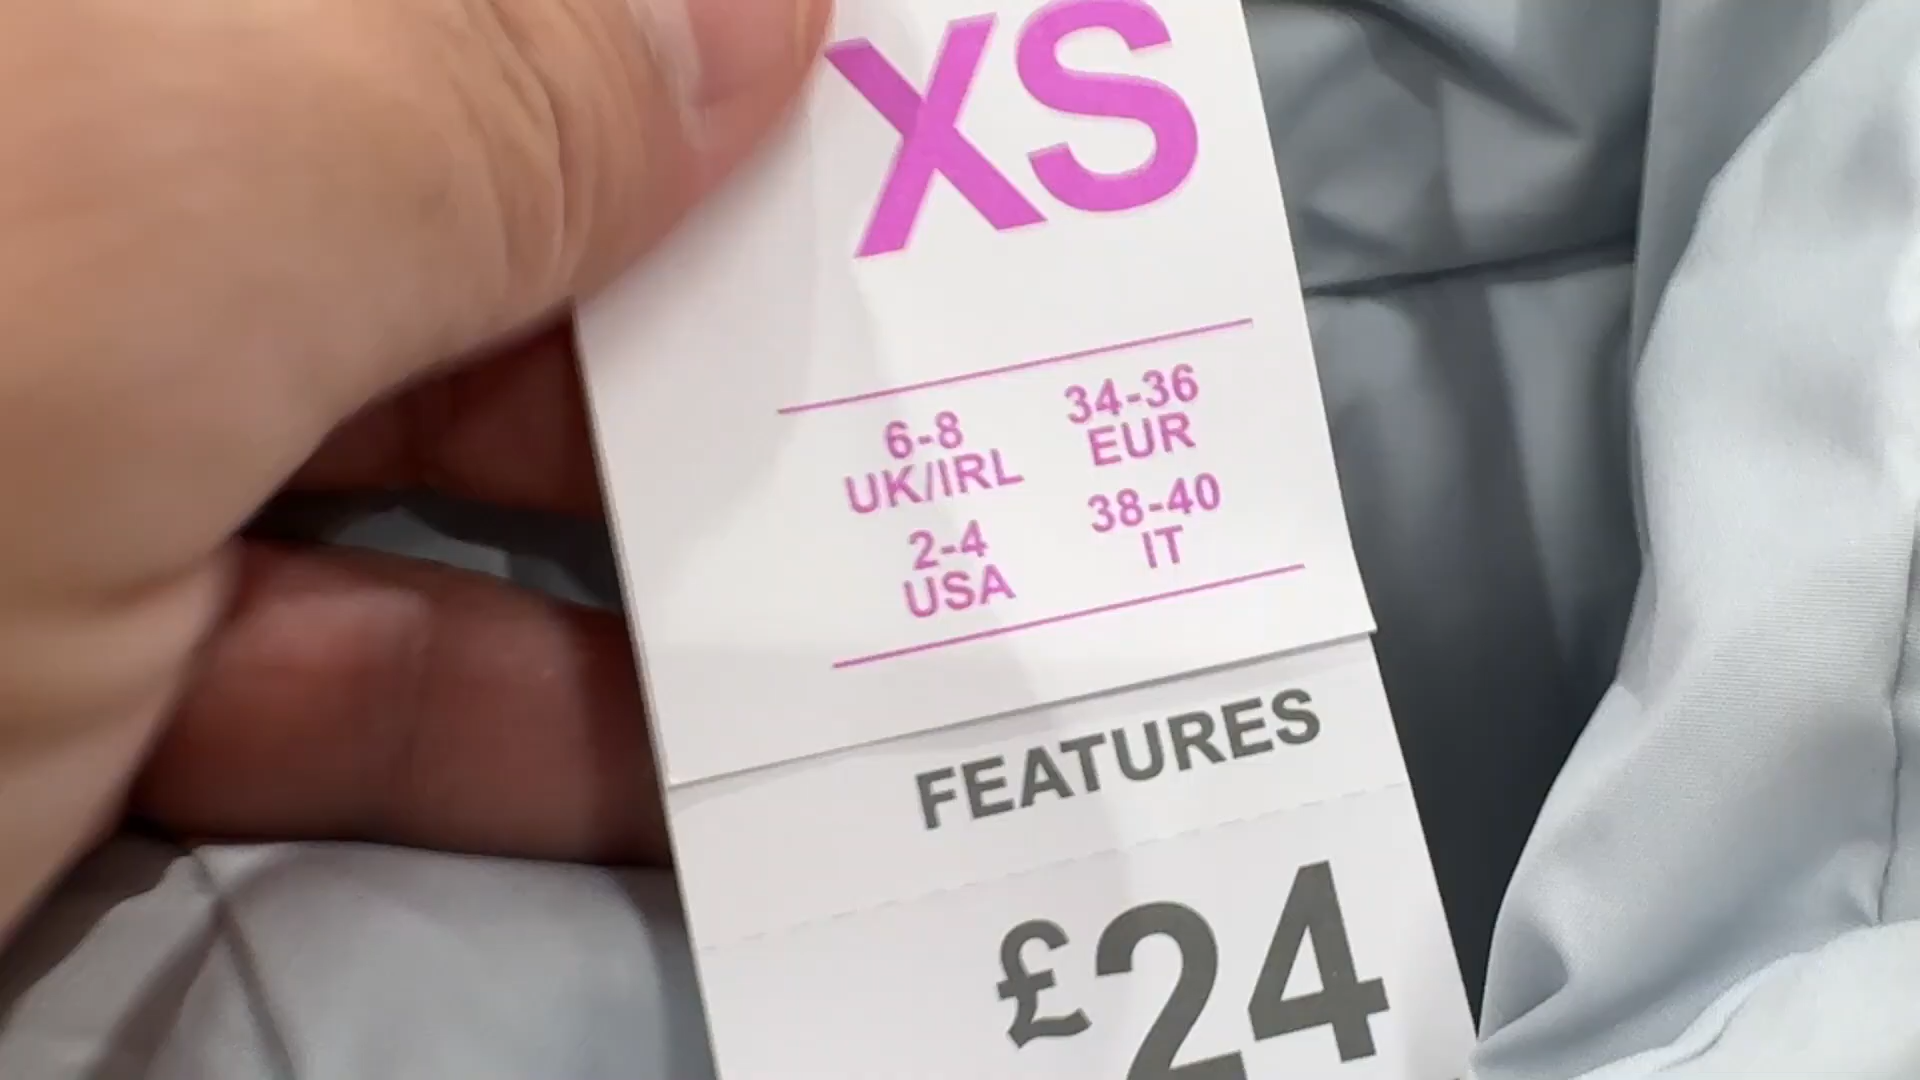 XS
6-8
UK/IRL
34-36
EUR
2-4
USA
38-40
IT
FEATURES
£24